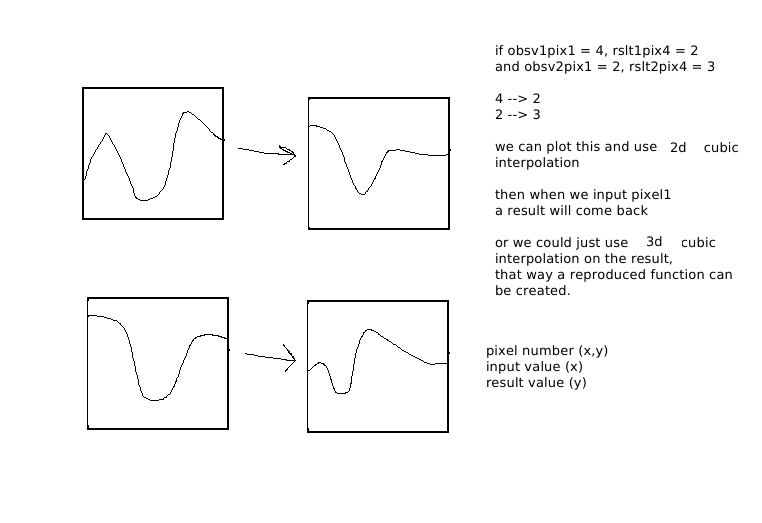 if obsv1pix1 = 4, rslt1pix4 = 2
and obsv2pix1 = 2, rslt2pix4 = 3
4 --> 2
2 --> 3
we can plot this and use 2d cubic
interpolation
then when we input pixel1
a result will come back
or we could just use 3d cubic
interpolation on the result,
that way a reproduced function can
be created.
pixel number (x,y)
input value (x)
result value (y)